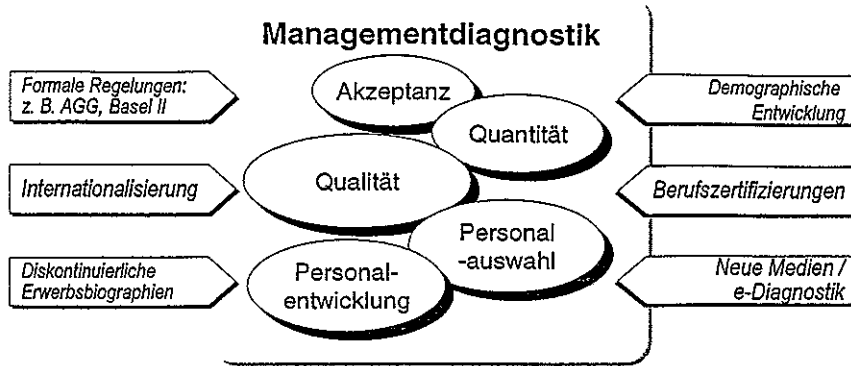 Managementdiagnostik
Formale Regelungen:
z. B. AGG, Basel II
Internationalisierung
Diskontinuierliche
Erwerbsbiographien
Akzeptanz
Quantität
Qualität
Personal
-auswahl
Personal-
entwicklung
Demographische
Entwicklung
Berufszertifizierungen
Neue Medien /
e-Diagnostik